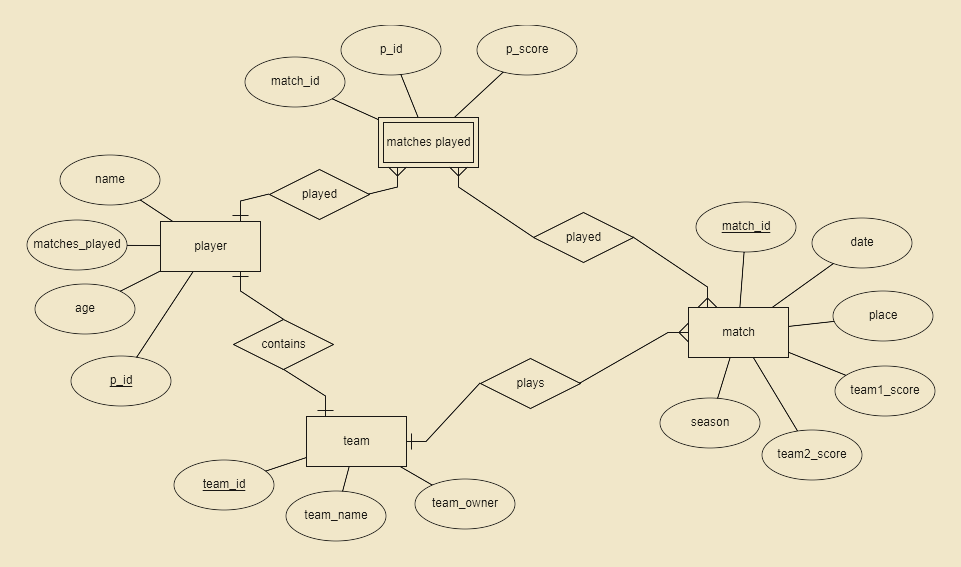 p_id
p_score
match_id
matches played
name
played
matches_played
player
played
match_id
date
age
place
match
contains
p_id
plays
team1_score
season
team
team2_score
team_id
team_name
team_owner